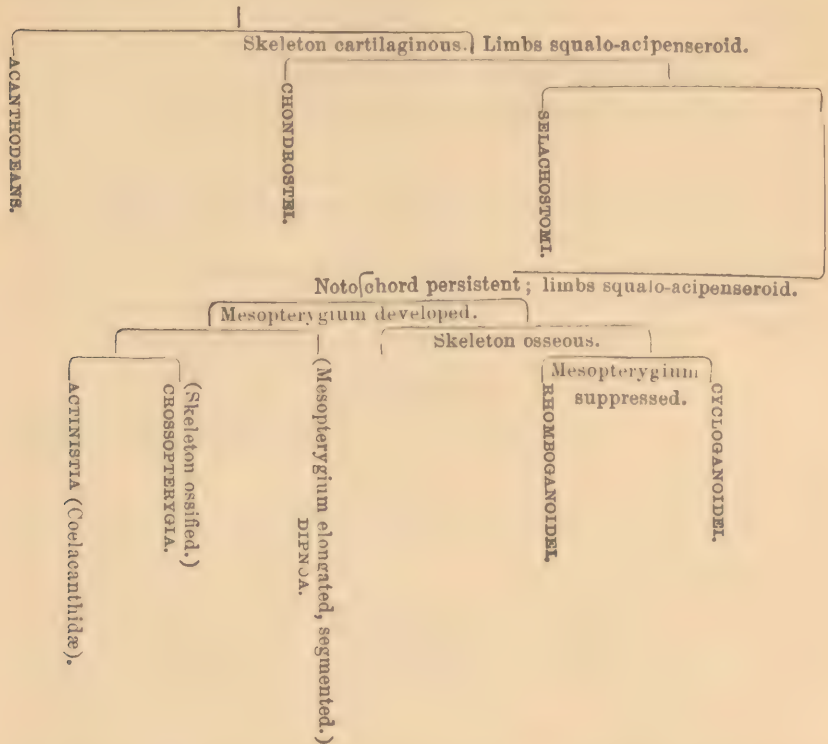 Skeleton cartilaginous. Limbs squalo-acipenseroid.
ACANTHODEANS.
CHONDROSTEI.
SELACHOSTOMI.
Notochord persistent; limbs squalo-acipenseroid.
Mesopterygium developed.
Skeleton osseous.
Mesopterygium
suppressed.
ACTINISTIA (Coelacanthidæ).
(Skeleton ossified.)
CROSSOPTERYGIA.
(Mesopterygium elongated, segmented.)
DIPNOA.
RHOMBOGANOIDEI.
CYCLOGANOIDEI.